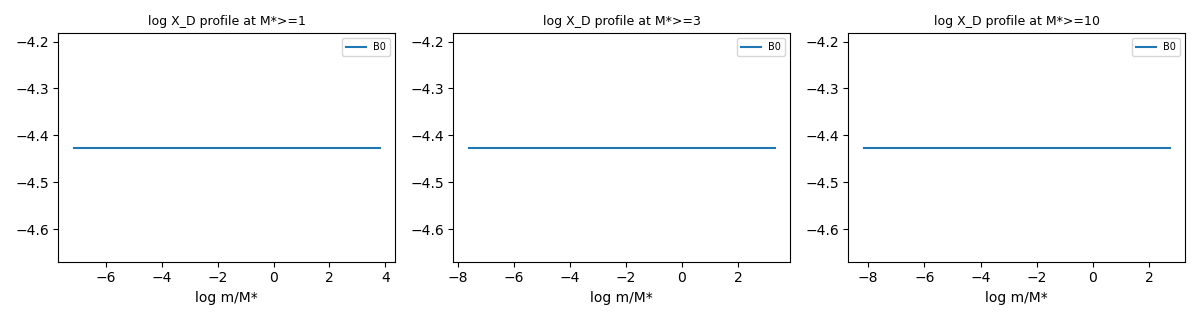 log X_D profile at M*>=1
−4.2
−4.3
−4.4
−4.5
−4.6
B0
−6 −4 −2 0 2 4
log m/M*
log X_D profile at M*>=3
−4.2
−4.3
−4.4
−4.5
−4.6
B0
−8 −6 −4 −2 0 2
log m/M*
log X_D profile at M*>=10
−4.2
−4.3
−4.4
−4.5
−4.6
B0
−8 −6 −4 −2 0 2
log m/M*